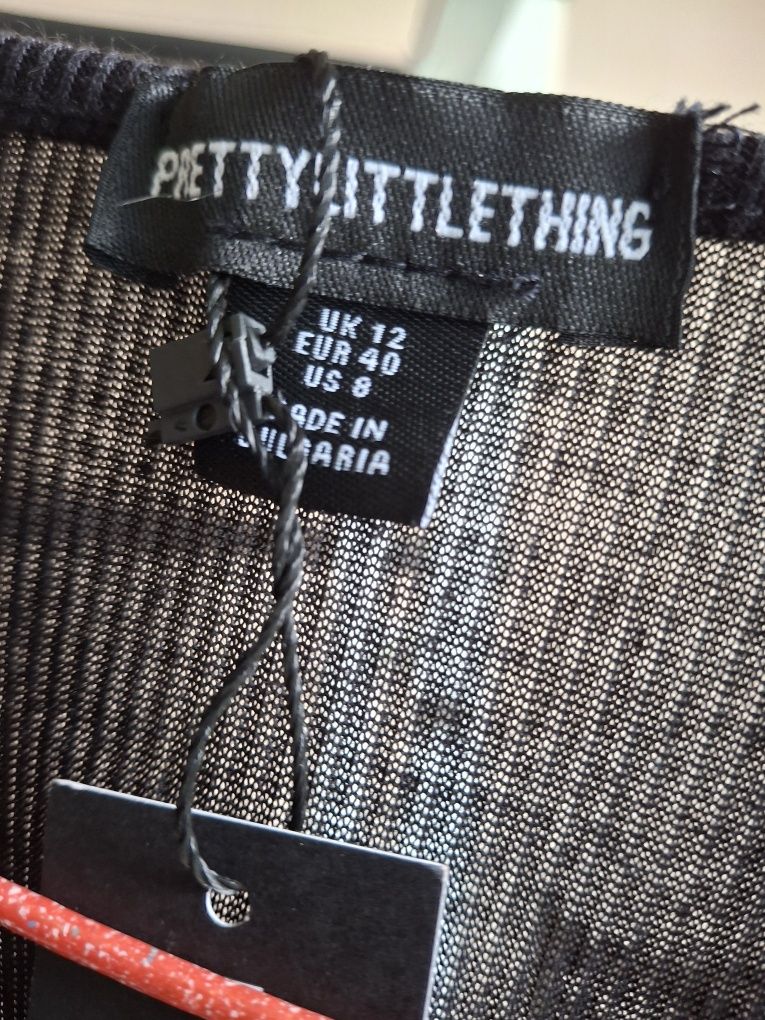 PRETTYLITTLETHING
UK 12
EUR 40
US 8
MADE IN
BULGARIA